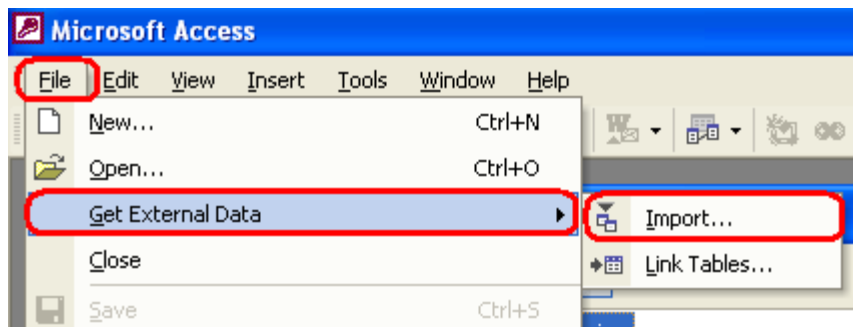 Microsoft Access
File Edit View Insert Tools Window Help
New... Ctrl+N
Open... Ctrl+O
Get External Data Import...
Close Link Tables...
Save Ctrl+S